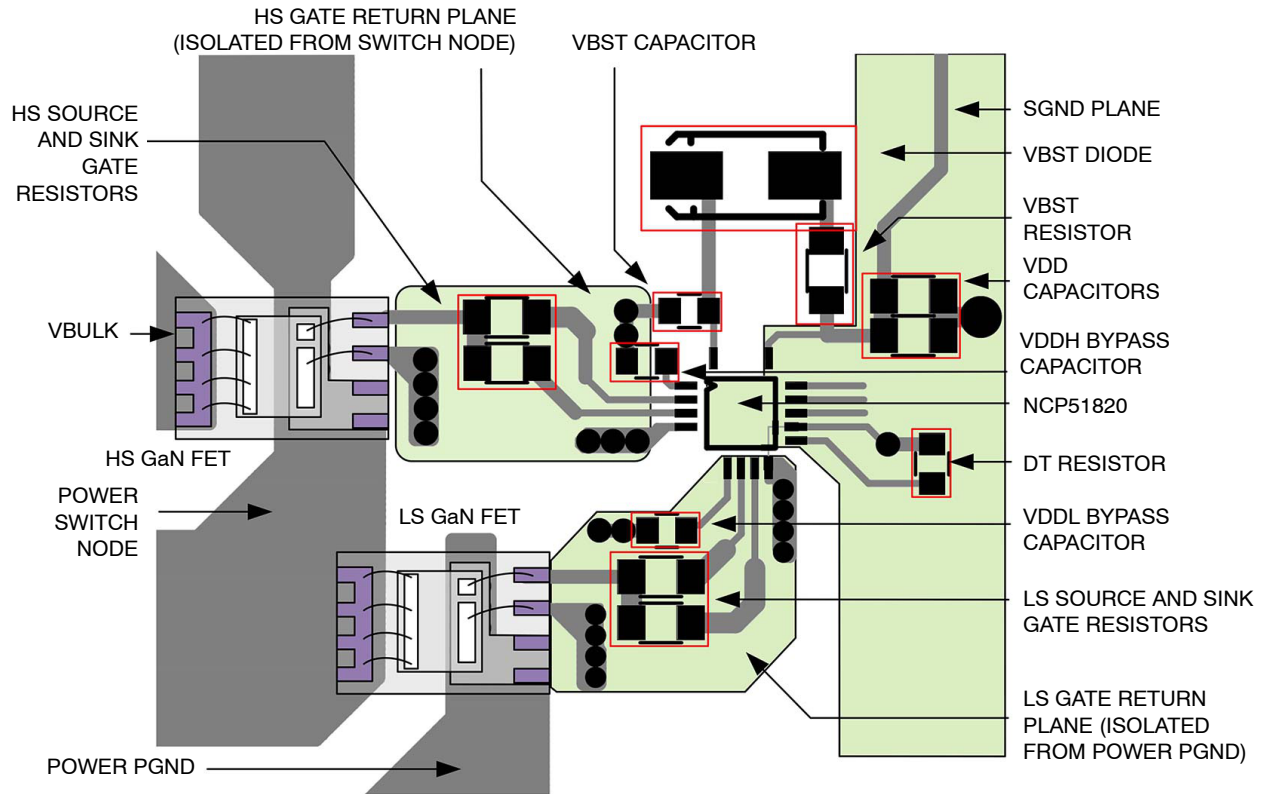 HS GATE RETURN PLANE
(ISOLATED FROM SWITCH NODE)
VBST CAPACITOR
HS SOURCE
AND SINK
GATE
RESISTORS
SGND PLANE
VBST DIODE
VBST
RESISTOR
VDD
CAPACITORS
VBULK
VDDH BYPASS
CAPACITOR
NCP51820
HS GaN FET
DT RESISTOR
POWER
SWITCH
NODE
LS GaN FET
VDDL BYPASS
CAPACITOR
LS SOURCE AND SINK
GATE RESISTORS
LS GATE RETURN
PLANE (ISOLATED
FROM POWER PGND)
POWER PGND